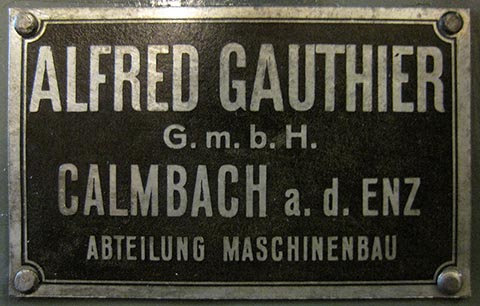 ALFRED GAUTHIER
G.m.b.H.
CALMBACH a.d. ENZ
ABTEILUNG MASCHINENBAU